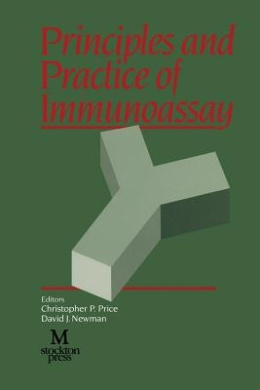 Principles and
Practice of
Immunoassay
Editors
Christopher P. Price
David J. Newman
M
stockton
press